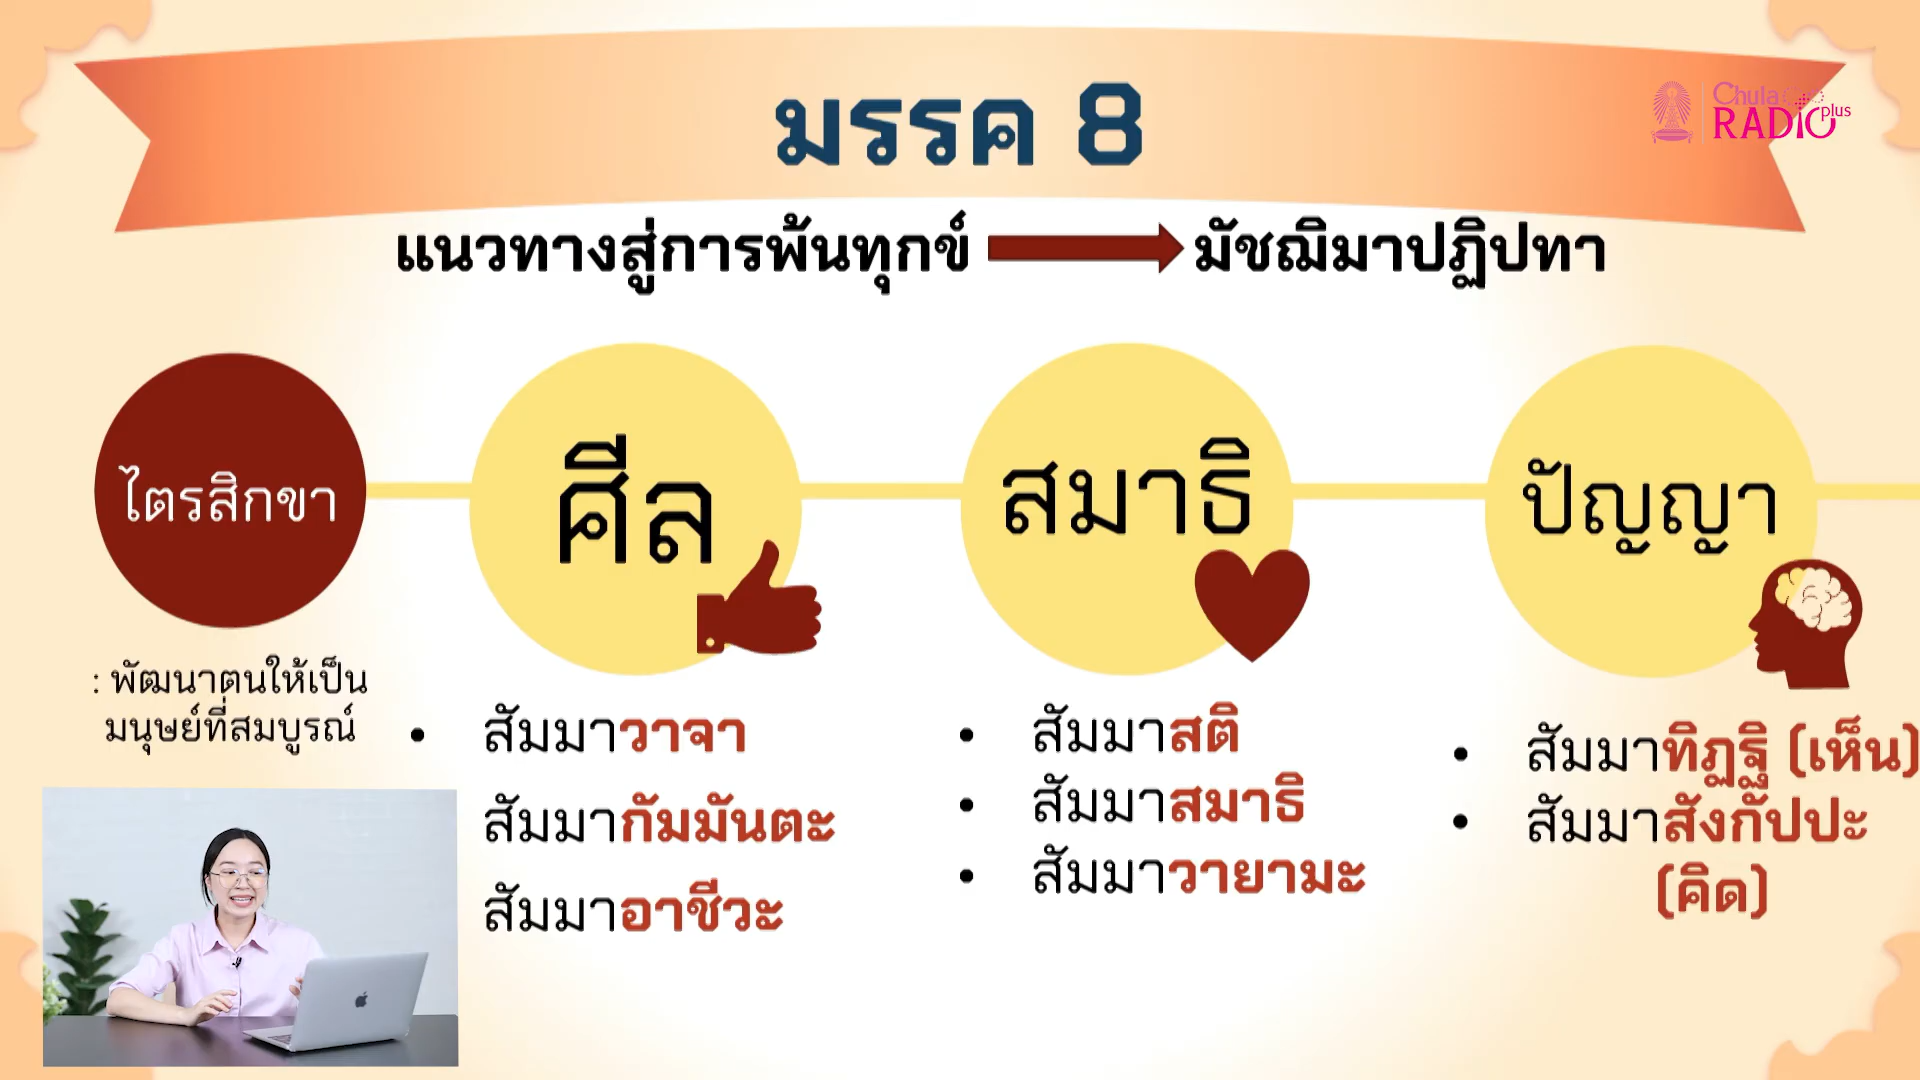 มรรค 8
Chula
RADIO plus
แนวทางสู่การพ้นทุกข์ มัชฌิมาปฏิปทา
ไตรสิกขา
: พัฒนาตนให้เป็น
มนุษย์ที่สมบูรณ์
ศีล
• สัมมาวาจา
สัมมากัมมันตะ
สัมมาอาชีวะ
สมาธิ
• สัมมาสติ
• สัมมาสมาธิ
• สัมมาวายามะ
ปัญญา
• สัมมาทิฏฐิ (เห็น)
• สัมมาสังกัปปะ
(คิด)